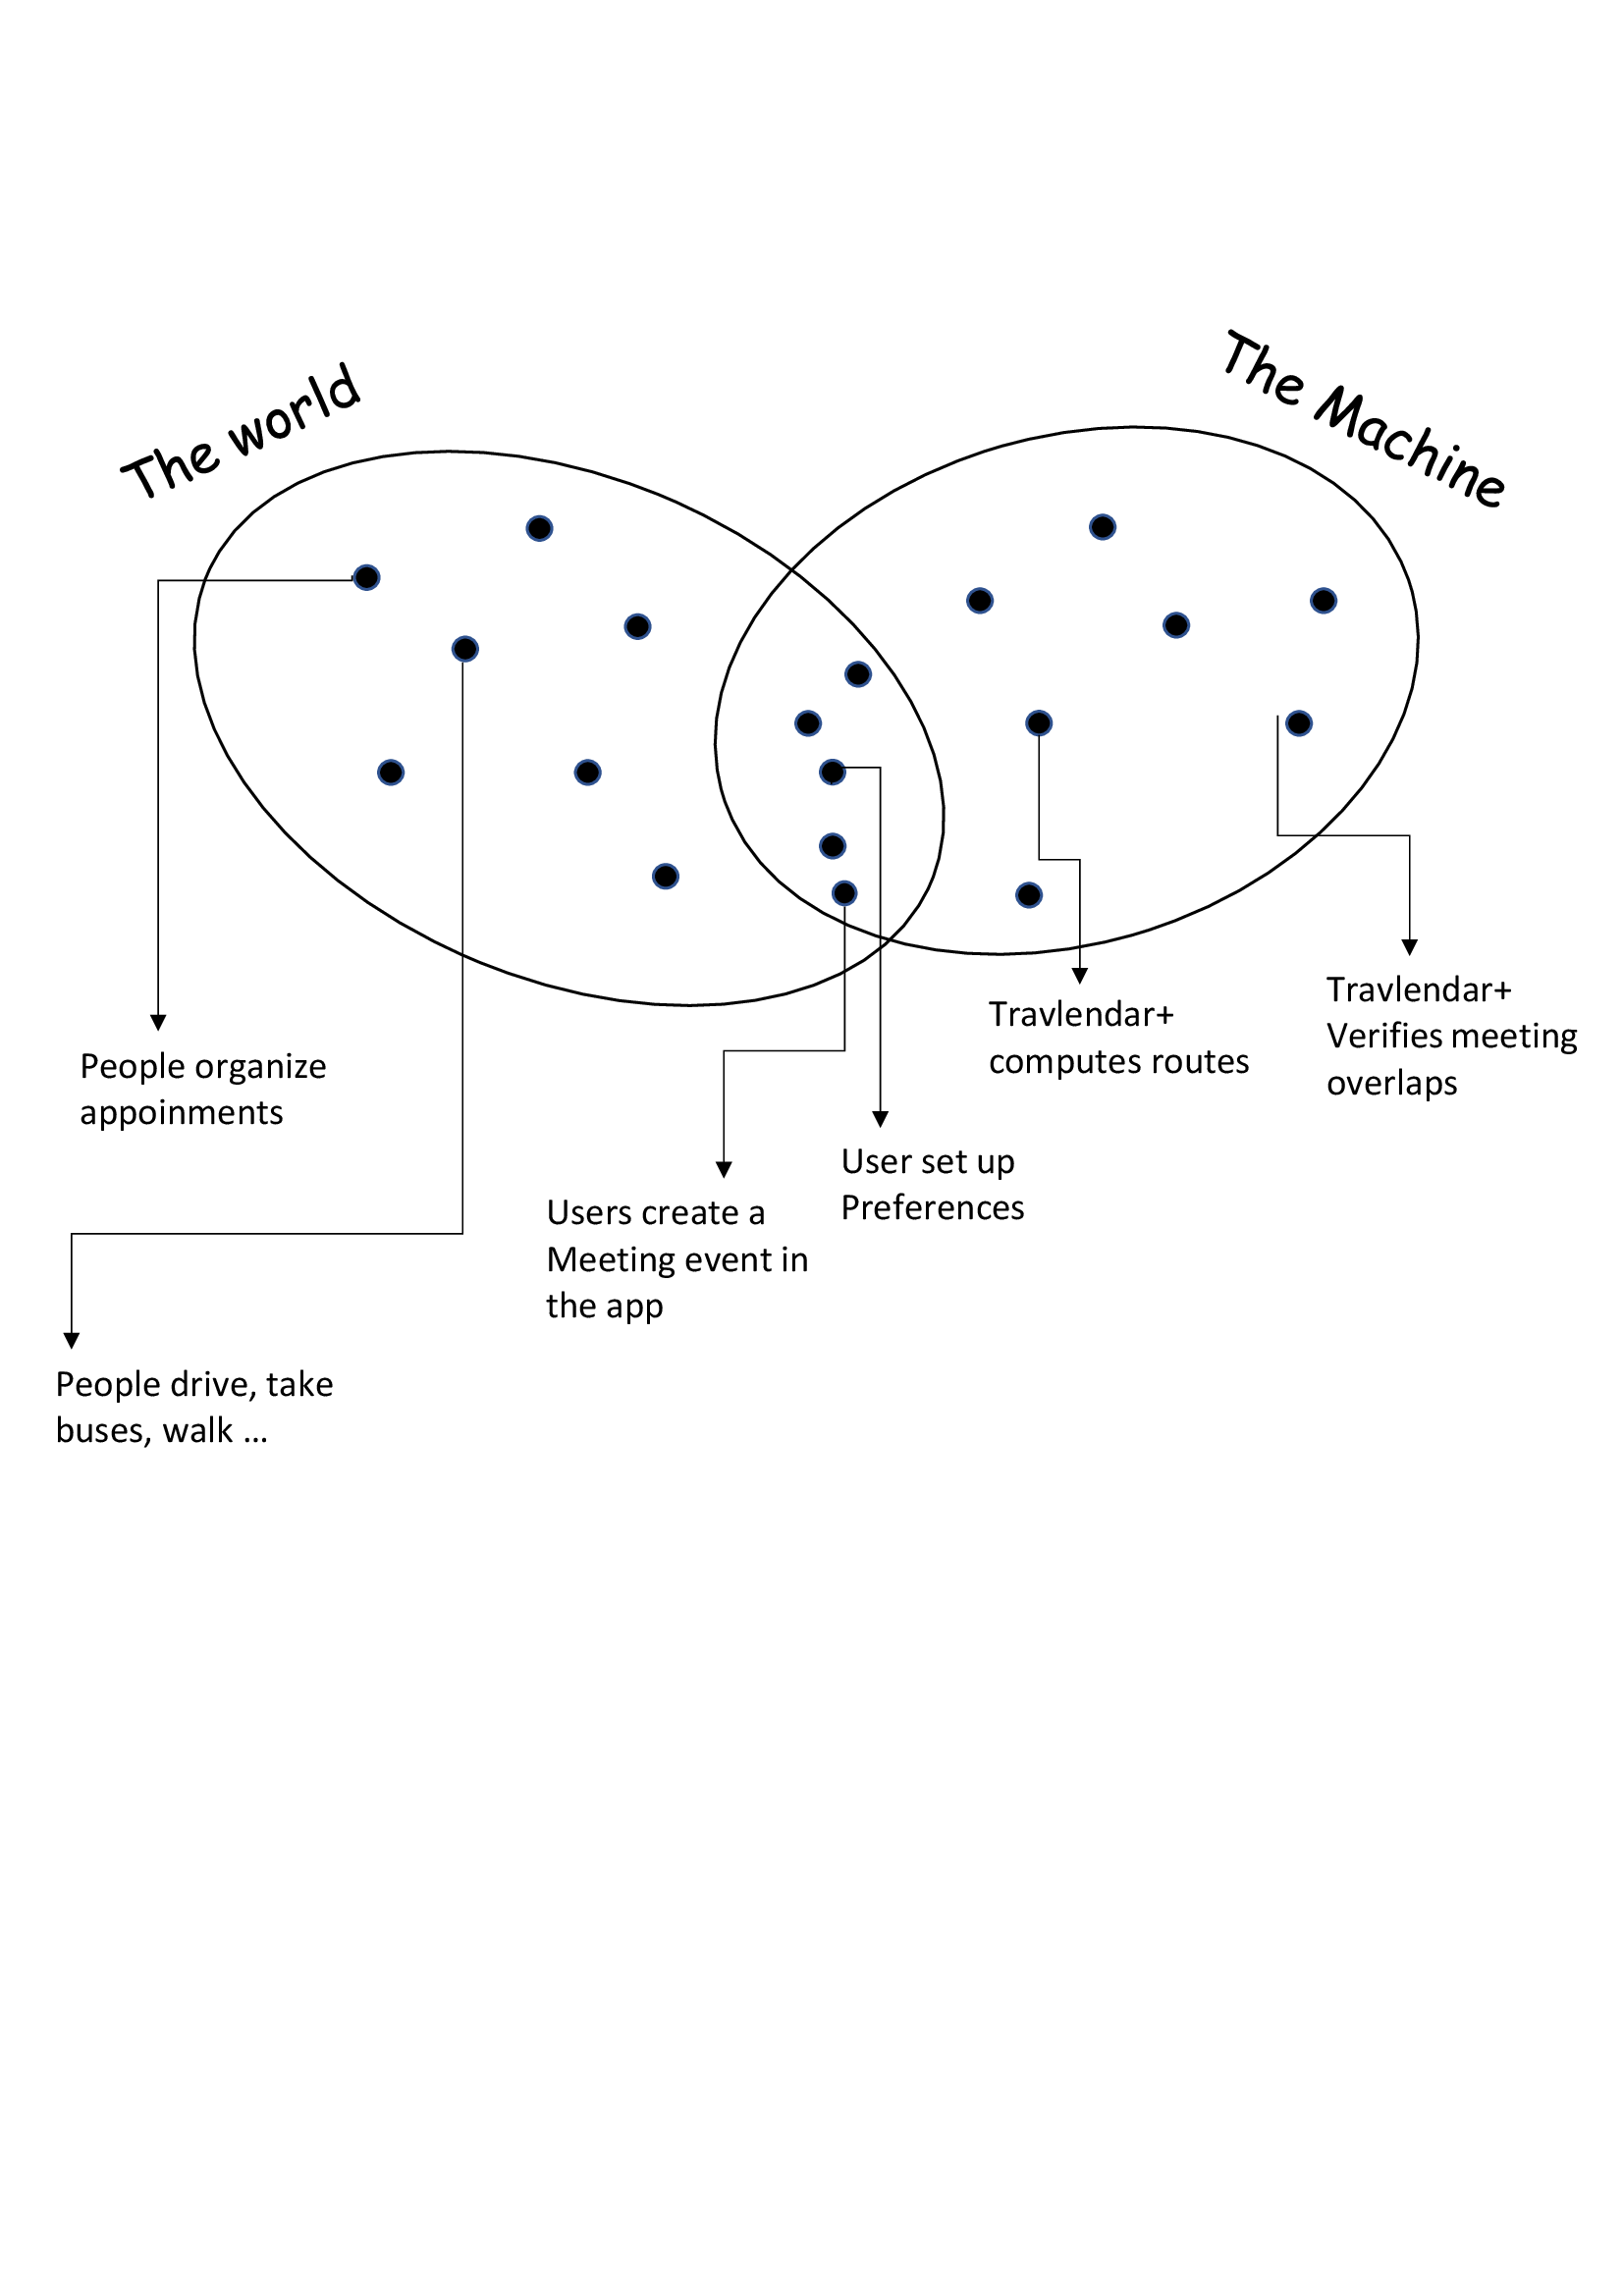 The world
The Machine
People organize
appoinments
People drive, take
buses, walk ...
Users create a
Meeting event in
the app
User set up
Preferences
Travlendar+
computes routes
Travlendar+
Verifies meeting
overlaps